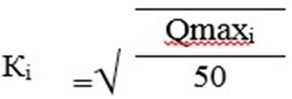 Kᵢ =√ Qmaxᵢ
50